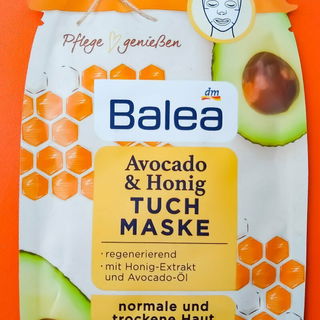 Pflege genießen
dm
Balea
Avocado
& Honig
TUCH
MASKE
· regenerierend
· mit Honig-Extrakt
und Avocado-Öl
normale und
trockene Haut